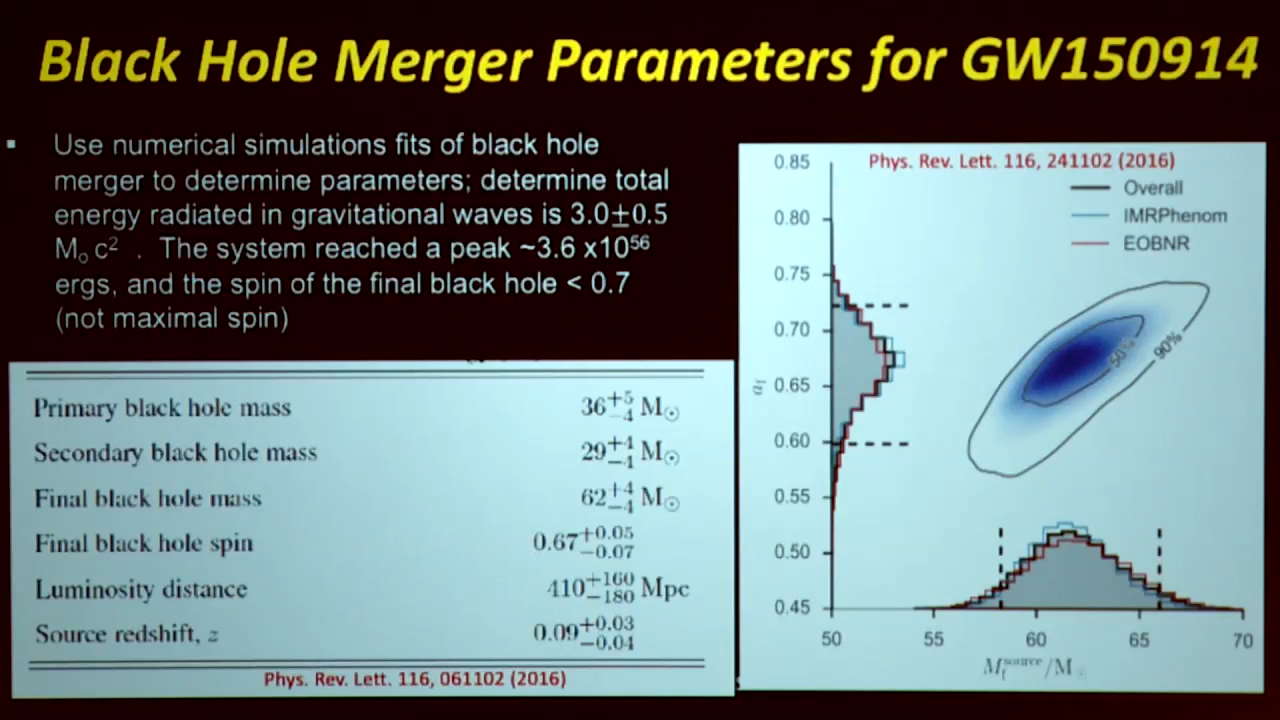 Black Hole Merger Parameters for GW150914
▪ Use numerical simulations fits of black hole
merger to determine parameters; determine total
energy radiated in gravitational waves is 3.0±0.5
M₀ c² . The system reached a peak ~3.6 x10⁵⁶
ergs, and the spin of the final black hole < 0.7
(not maximal spin)
Primary black hole mass 36+5−4 M⊙
Secondary black hole mass 29+4−4 M⊙
Final black hole mass 62+4−4 M⊙
Final black hole spin 0.67+0.05−0.07
Luminosity distance 410+160−180 Mpc
Source redshift, z 0.09+0.03−0.04
Phys. Rev. Lett. 116, 061102 (2016)
Phys. Rev. Lett. 116, 241102 (2016)
Overall
IMRPhenom
EOBNR
0.85
0.80
0.75
0.70
0.65
0.60
0.55
0.50
0.45
af
50%
90%
50 55 60 65 70
Mf source/M⊙